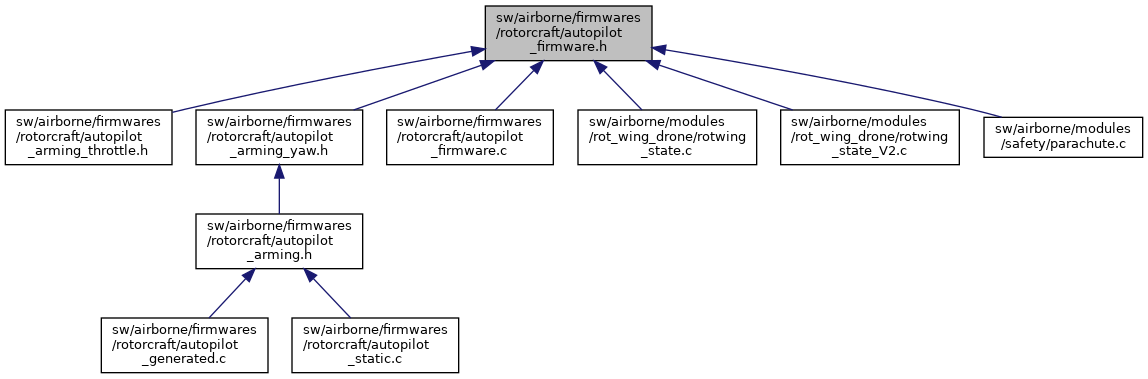 sw/airborne/firmwares
/rotorcraft/autopilot
_firmware.h
sw/airborne/firmwares
/rotorcraft/autopilot
_arming_throttle.h
sw/airborne/firmwares
/rotorcraft/autopilot
_arming_yaw.h
sw/airborne/firmwares
/rotorcraft/autopilot
_firmware.c
sw/airborne/modules
/rot_wing_drone/rotwing
_state.c
sw/airborne/modules
/rot_wing_drone/rotwing
_state_V2.c
sw/airborne/modules
/safety/parachute.c
sw/airborne/firmwares
/rotorcraft/autopilot
_arming.h
sw/airborne/firmwares
/rotorcraft/autopilot
_generated.c
sw/airborne/firmwares
/rotorcraft/autopilot
_static.c